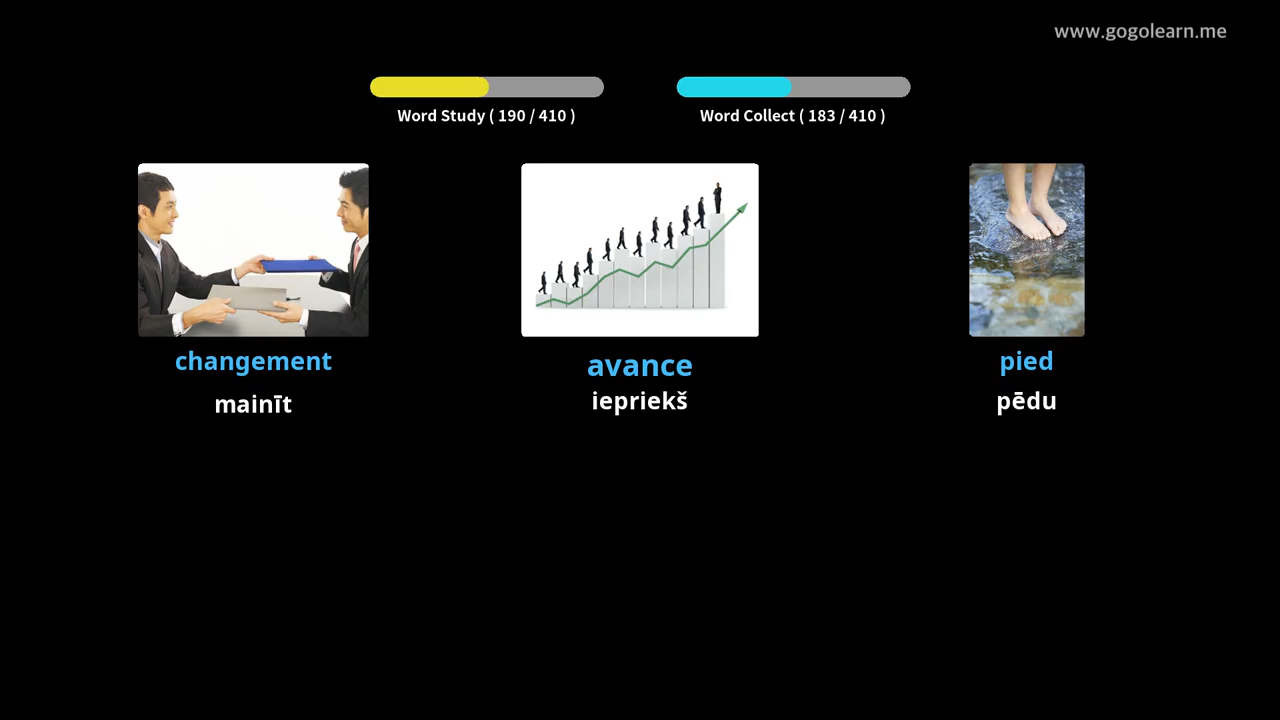 www.gogolearn.me
Word Study ( 190 / 410 )
Word Collect ( 183 / 410 )
changement
mainīt
avance
iepriekš
pied
pēdu